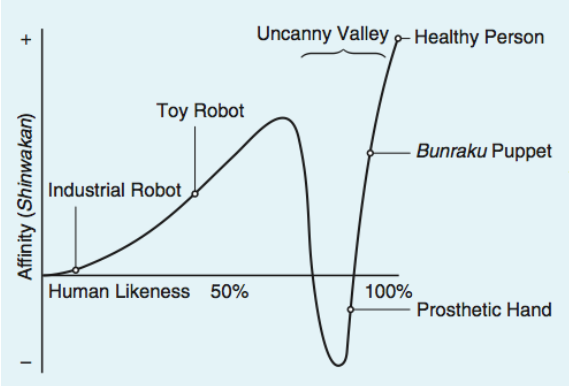 Uncanny Valley
+
Healthy Person
Toy Robot
Bunraku Puppet
Industrial Robot
Affinity (Shinwakan)
Human Likeness 50% 100%
Prosthetic Hand
−